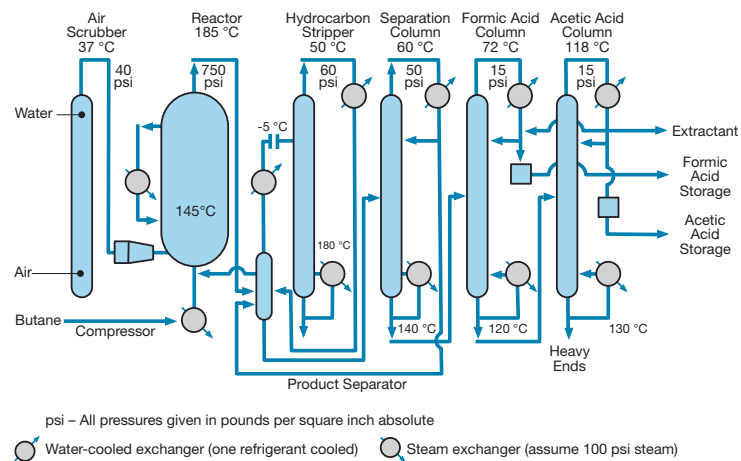 Air
Scrubber
37 °C
Reactor
185 °C
Hydrocarbon
Stripper
50 °C
Separation
Column
60 °C
Formic Acid
Column
72 °C
Acetic Acid
Column
118 °C
40
psi
750
psi
60
psi
50
psi
15
psi
15
psi
Water
-5 °C
Extractant
Formic
Acid
Storage
145°C
Acetic
Acid
Storage
180 °C
Air
Butane
Compressor
140 °C
120 °C
130 °C
Heavy
Ends
Product Separator
psi – All pressures given in pounds per square inch absolute
Water-cooled exchanger (one refrigerant cooled)
Steam exchanger (assume 100 psi steam)